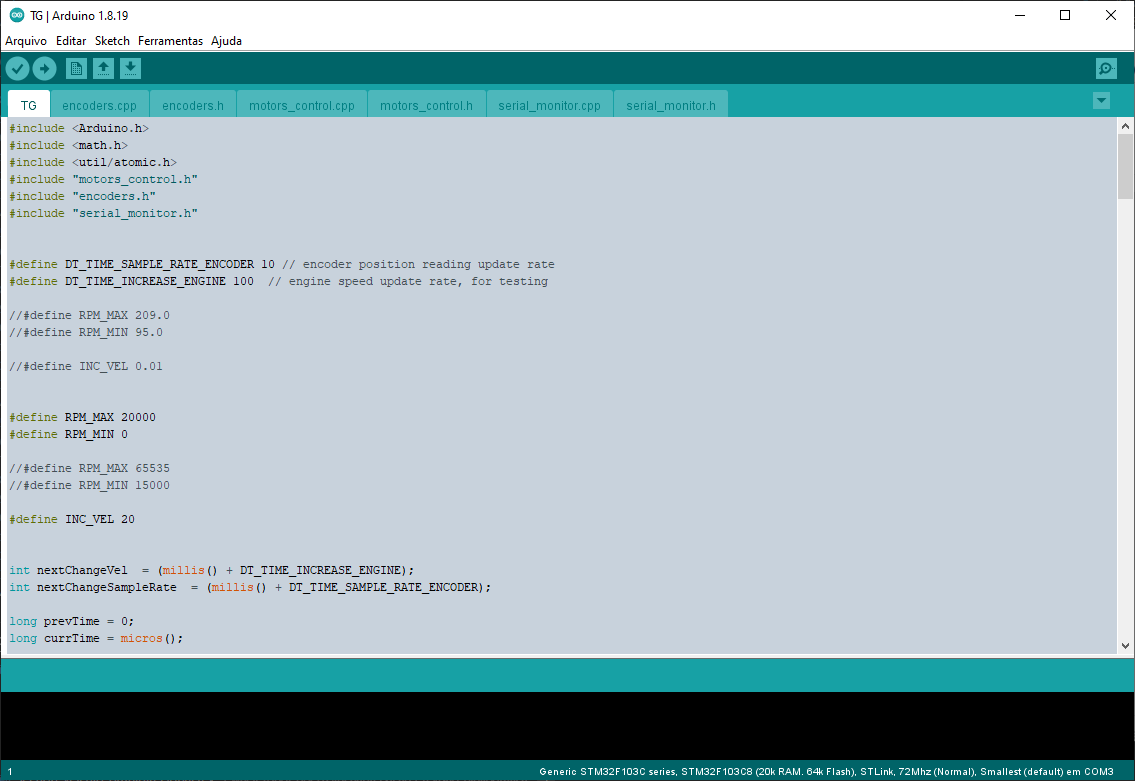 TG | Arduino 1.8.19
Arquivo Editar Sketch Ferramentas Ajuda
TG encoders.cpp encoders.h motors_control.cpp motors_control.h serial_monitor.cpp serial_monitor.h
#include <Arduino.h>
#include <math.h>
#include <util/atomic.h>
#include "motors_control.h"
#include "encoders.h"
#include "serial_monitor.h"
#define DT_TIME_SAMPLE_RATE_ENCODER 10 // encoder position reading update rate
#define DT_TIME_INCREASE_ENGINE 100  // engine speed update rate, for testing
//#define RPM_MAX 209.0
//#define RPM_MIN 95.0
//#define INC_VEL 0.01
#define RPM_MAX 20000
#define RPM_MIN 0
//#define RPM_MAX 65535
//#define RPM_MIN 15000
#define INC_VEL 20
int nextChangeVel  = (millis() + DT_TIME_INCREASE_ENGINE);
int nextChangeSampleRate  = (millis() + DT_TIME_SAMPLE_RATE_ENCODER);
long prevTime = 0;
long currTime = micros();
1 Generic STM32F103C series, STM32F103C8 (20k RAM. 64k Flash), STLink, 72Mhz (Normal), Smallest (default) em COM3